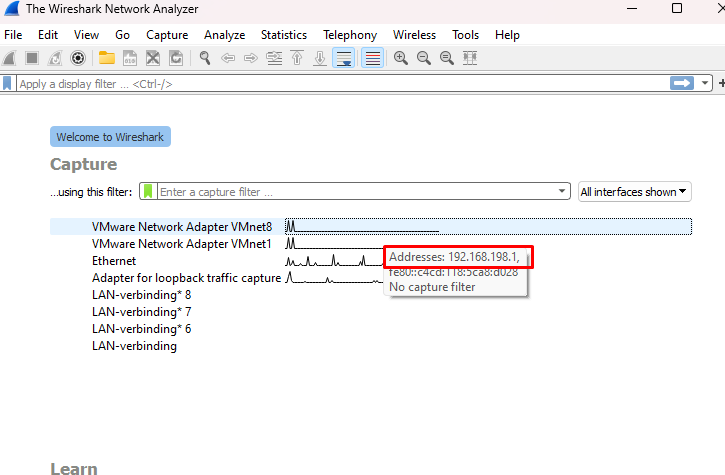 The Wireshark Network Analyzer
File Edit View Go Capture Analyze Statistics Telephony Wireless Tools Help
Apply a display filter ... <Ctrl-/>
Welcome to Wireshark
Capture
...using this filter: Enter a capture filter ... All interfaces shown
VMware Network Adapter VMnet8
VMware Network Adapter VMnet1
Ethernet
Addresses: 192.168.198.1,
Adapter for loopback traffic capture
fe80::c4cd:118:5ca8:d028
LAN-verbinding* 8
No capture filter
LAN-verbinding* 7
LAN-verbinding* 6
LAN-verbinding
Learn